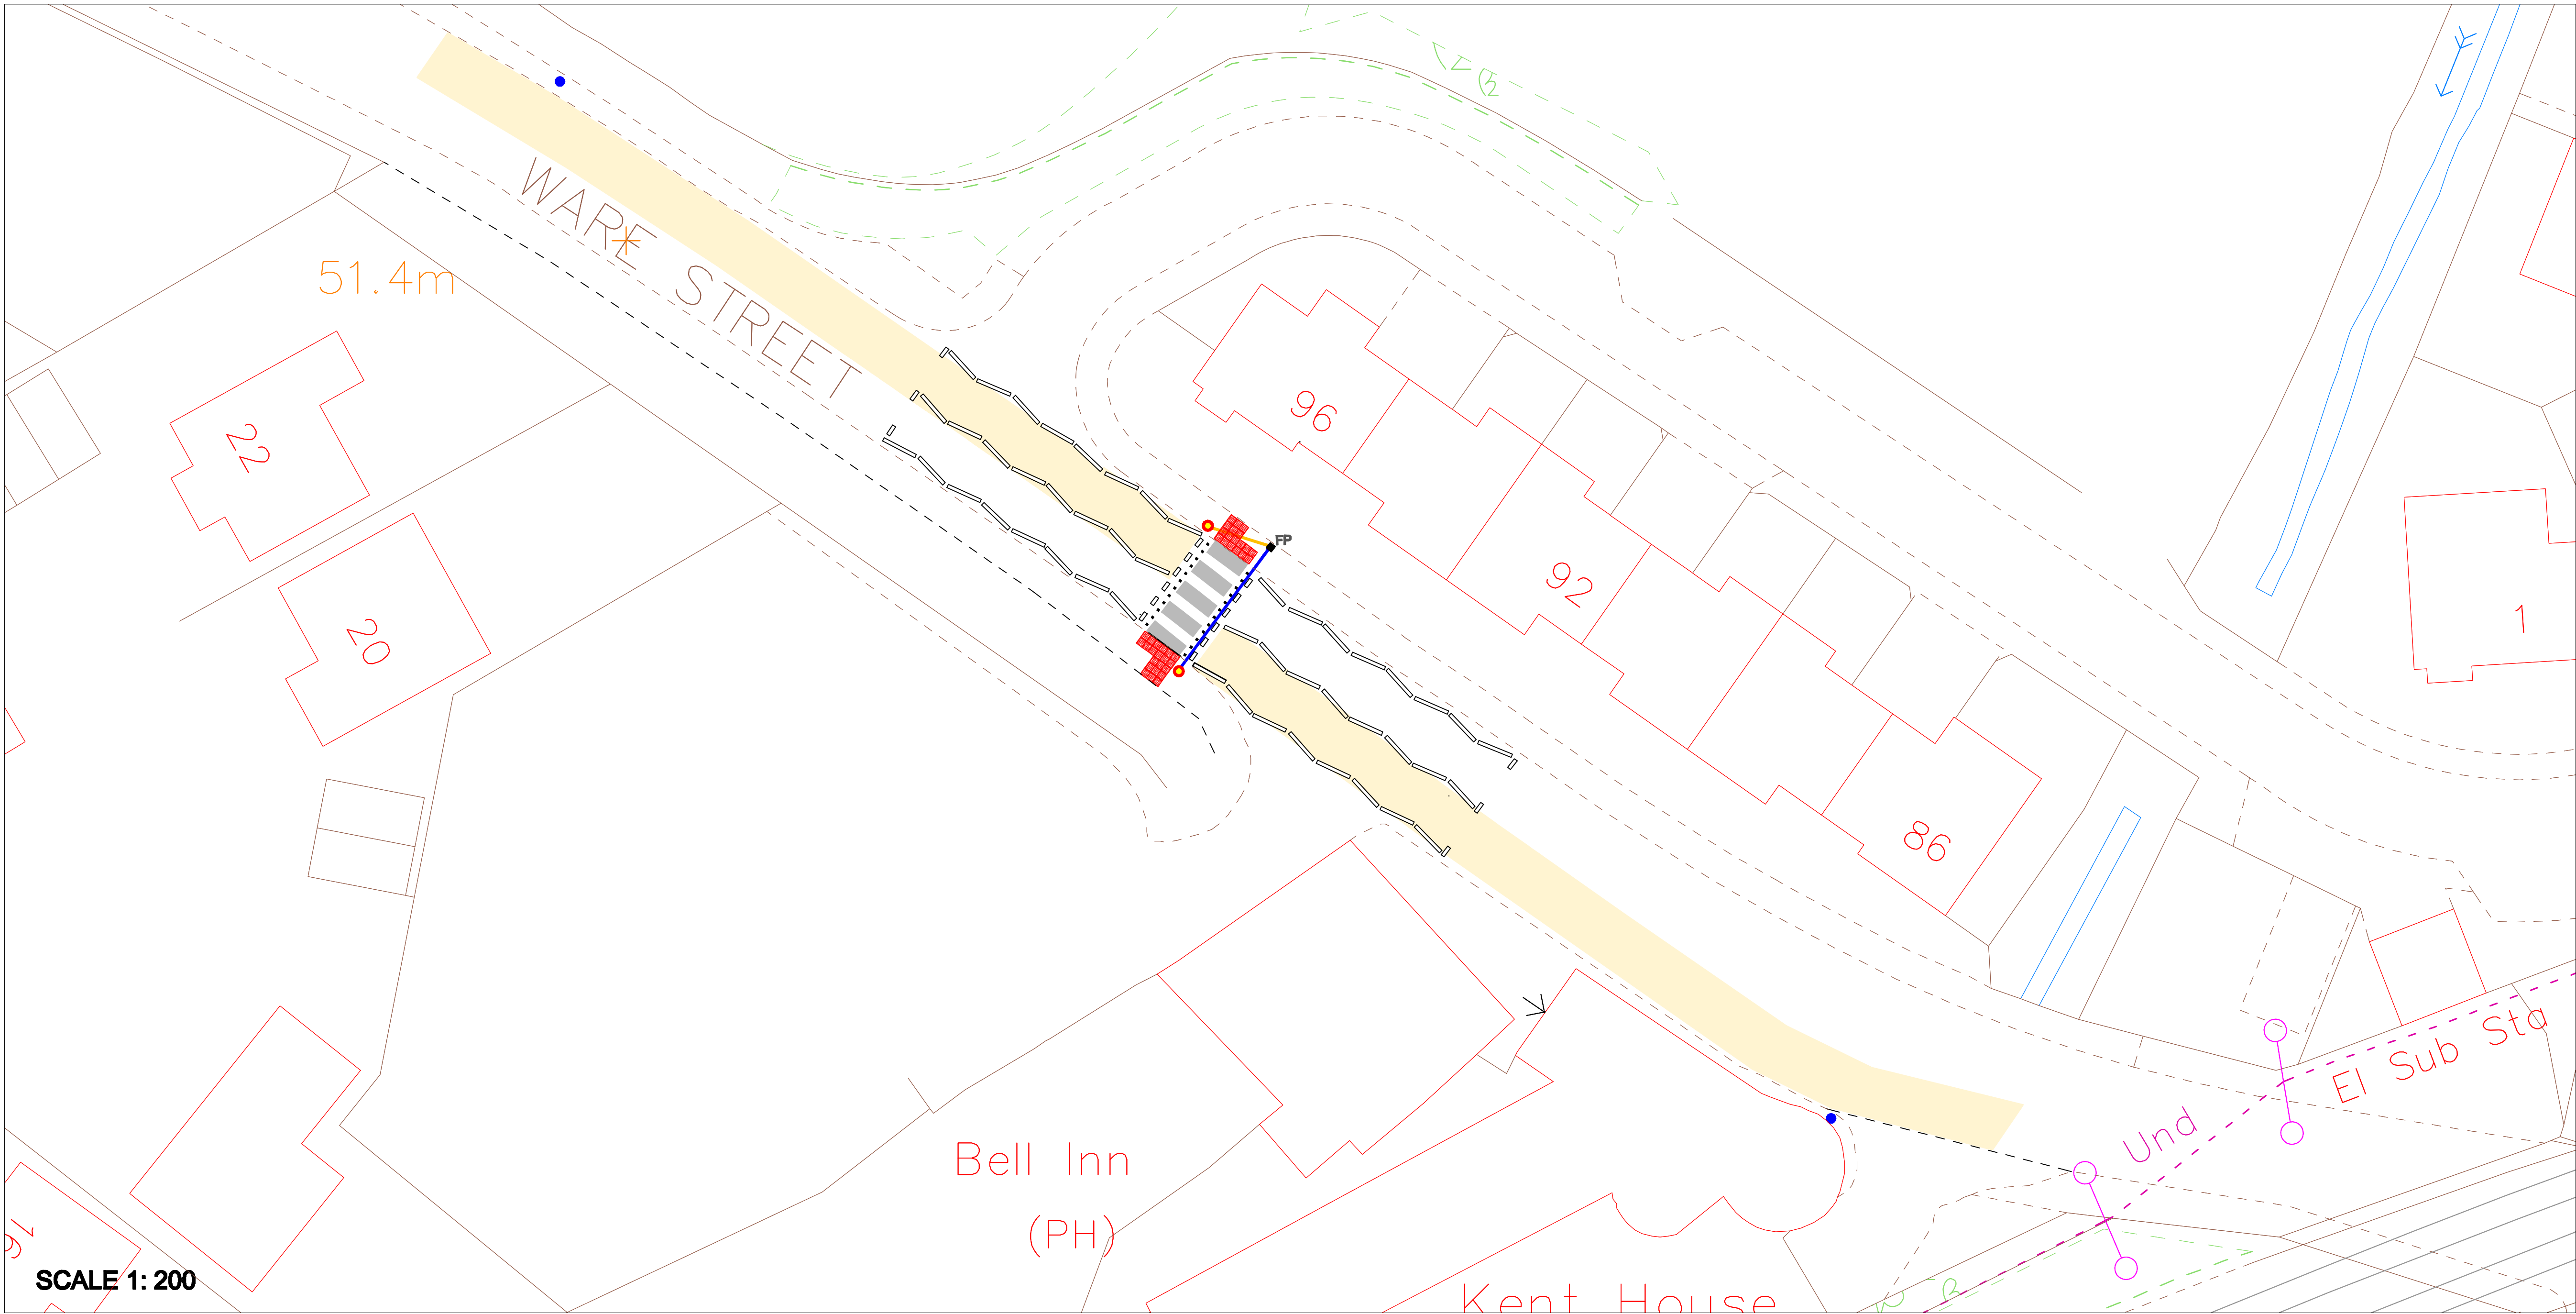 WARE STREET
51.4m
22
96
20
FP
92
1
86
El Sub Sta
Und
Bell Inn
(PH)
16
SCALE 1: 200
Kent House